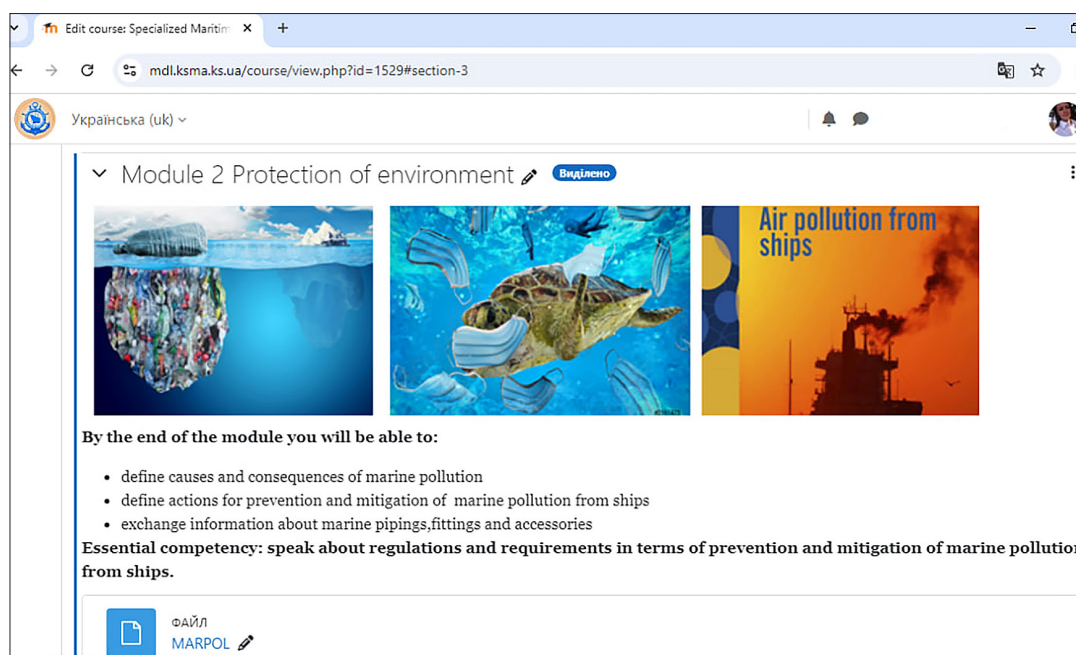 Edit course: Specialized Maritim
mdl.ksma.ks.ua/course/view.php?id=1529#section-3
Українська (uk)
Module 2 Protection of environment
Виділено
Air pollution from
ships
By the end of the module you will be able to:
define causes and consequences of marine pollution
define actions for prevention and mitigation of marine pollution from ships
exchange information about marine pipings,fittings and accessories
Essential competency: speak about regulations and requirements in terms of prevention and mitigation of marine pollution
from ships.
ФАЙЛ
MARPOL